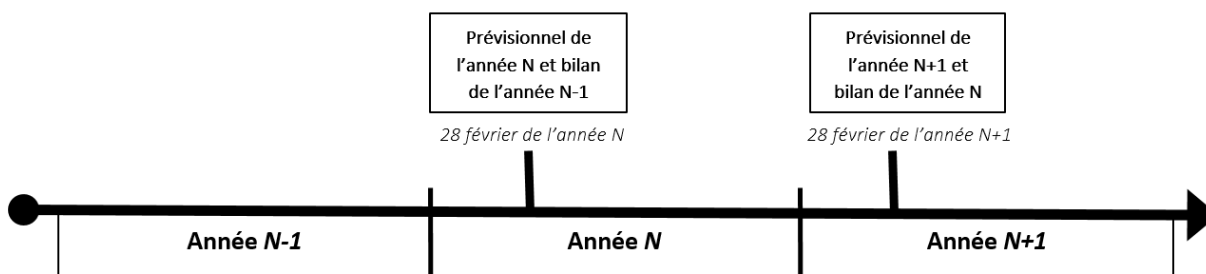 Prévisionnel de
l'année N et bilan
de l'année N-1
28 février de l'année N
Prévisionnel de
l'année N+1 et
bilan de l'année N
28 février de l'année N+1
Année N-1
Année N
Année N+1